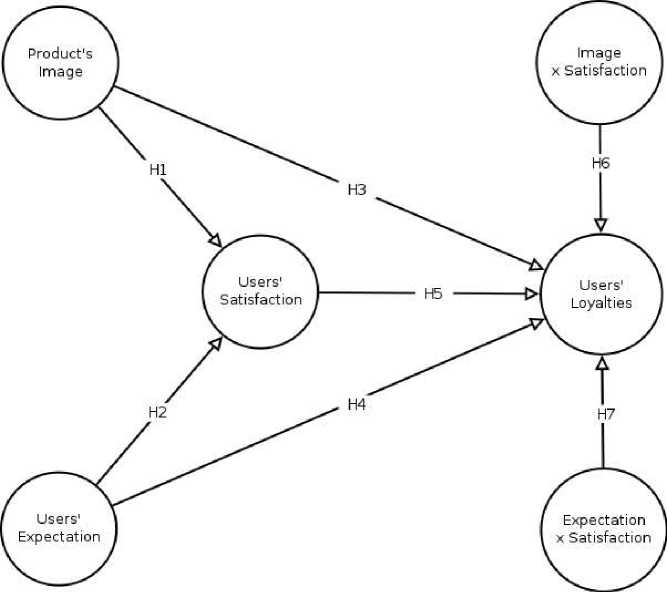 Product's
Image
Image
x Satisfaction
H1
H3
H6
Users'
Satisfaction
H5
Users'
Loyalties
H2
H4
H7
Users'
Expectation
Expectation
x Satisfaction